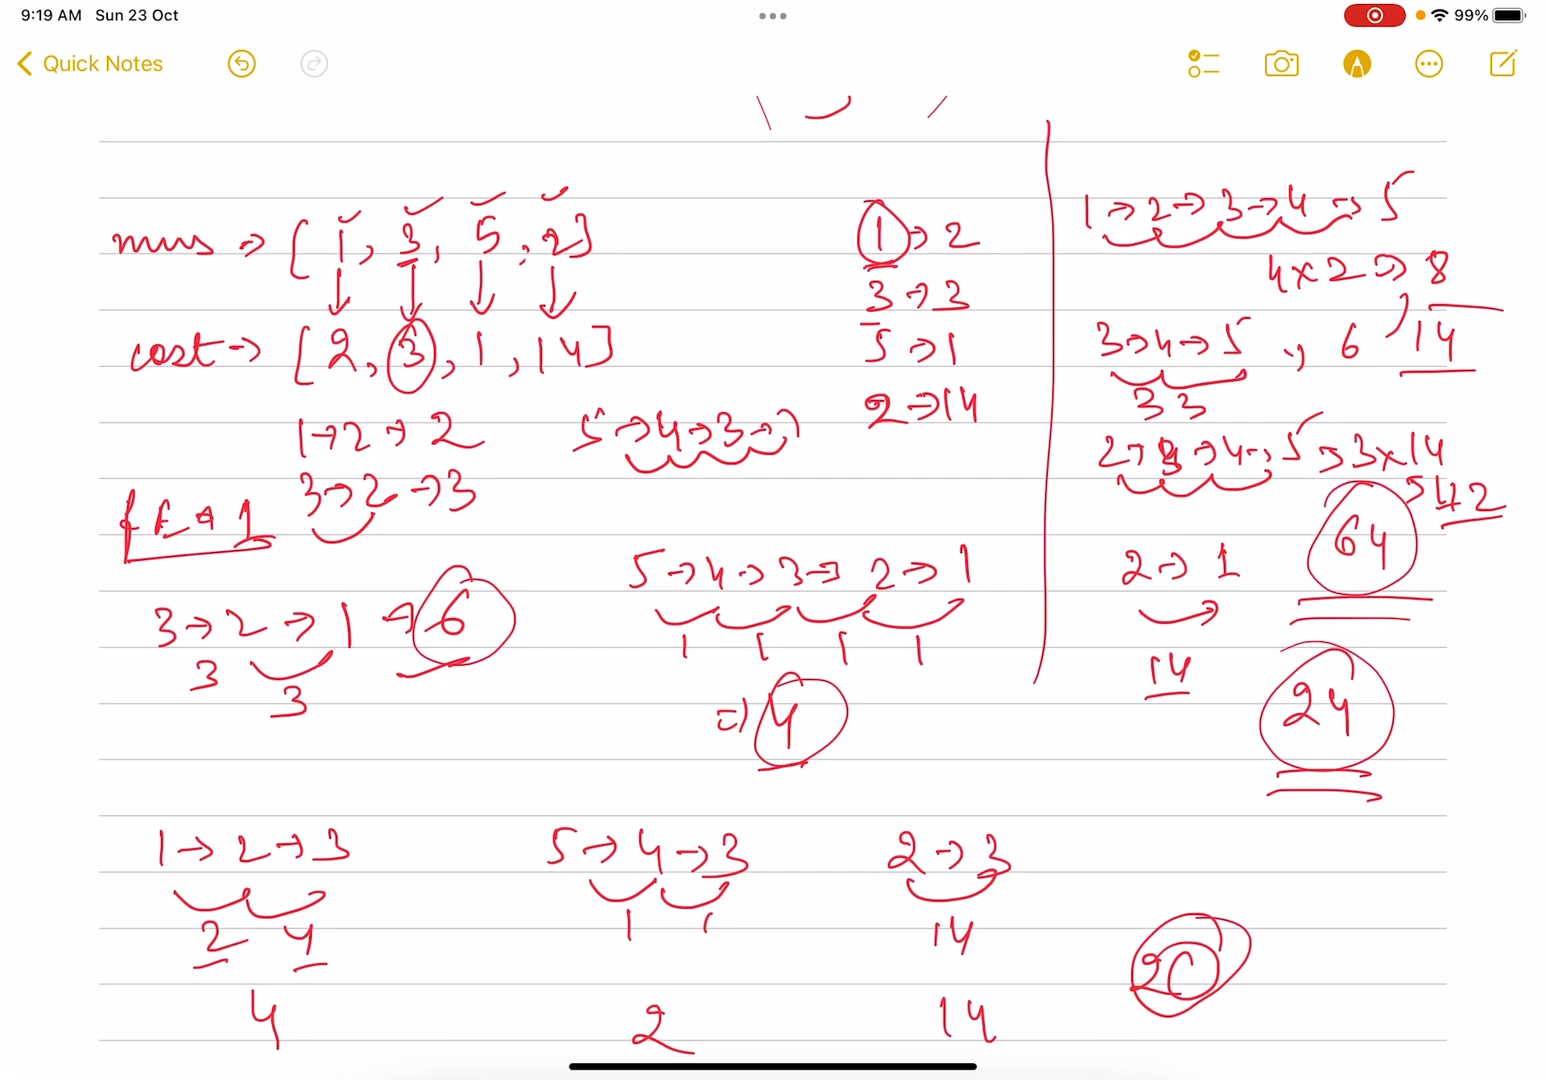 9:19 AM Sun 23 Oct
99%
Quick Notes
nums → [1, 3, 5, 2]
cost → [2, 3, 1, 14]
1 → 2 → 2
3 → 2 → 3
3 → 2 → 1 → 6
3
3
5 → 4 → 3 →
5 → 4 → 3 → 2 → 1
1 1 1 1
⇒ 4
1 → 2
3 → 3
5 → 1
2 → 14
1 → 2 → 3 → 4 → 5
4 × 2 ⇒ 8
3 → 4 → 5 , 6
14
3 3
2 → 3 → 4 → 5 → 3 × 14
42
64
2 → 1
14
24
1 → 2 → 3
2 4
4
5 → 4 → 3
1 1
2
2 → 3
14
14
20